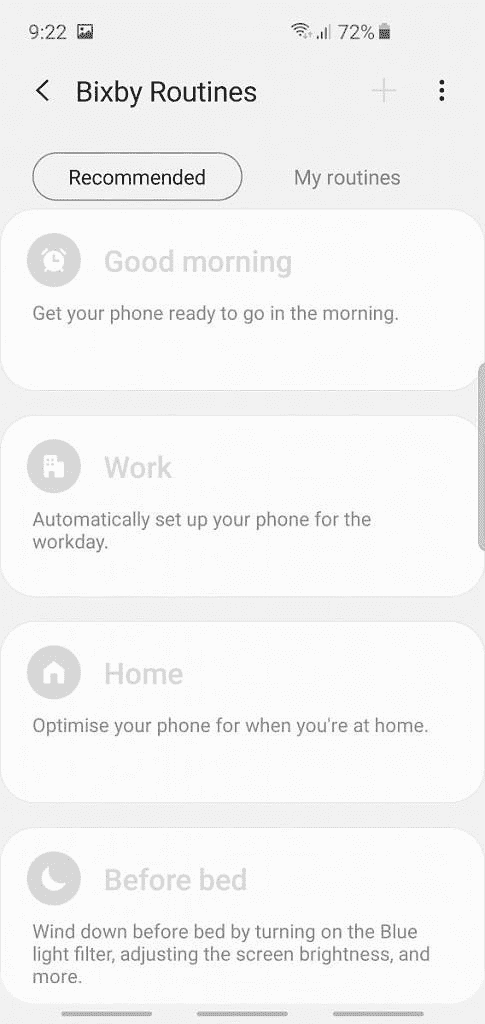 9:22 72%
Bixby Routines
Recommended My routines
Good morning
Get your phone ready to go in the morning.
Work
Automatically set up your phone for the
workday.
Home
Optimise your phone for when you're at home.
Before bed
Wind down before bed by turning on the Blue
light filter, adjusting the screen brightness, and
more.